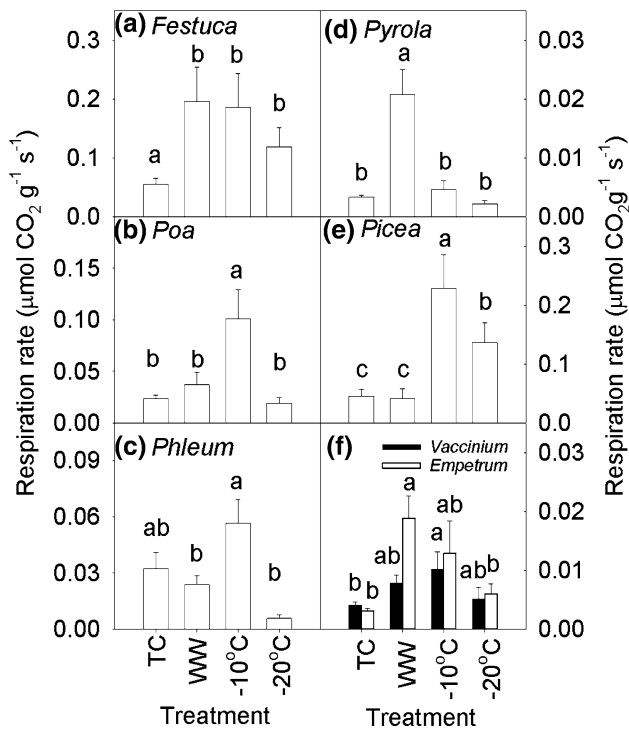 (a) Festuca
0.3
0.2
0.1
0.0
a
b
b
b
(d) Pyrola
0.03
0.02
0.01
0.00
b
a
b
b
(b) Poa
0.15
0.10
0.05
0.00
b
b
a
b
(e) Picea
0.3
0.2
0.1
0.0
c
c
a
b
(c) Phleum
0.09
0.06
0.03
0.00
ab
b
a
b
(f)
Vaccinium
Empetrum
0.03
0.02
0.01
0.00
b
b
ab
a
a
ab
ab
b
Respiration rate (μmol CO2 g-1 s-1)
Respiration rate (μmol CO2g-1 s-1)
TC
WW
-10°C
-20°C
TC
WW
-10°C
-20°C
Treatment
Treatment